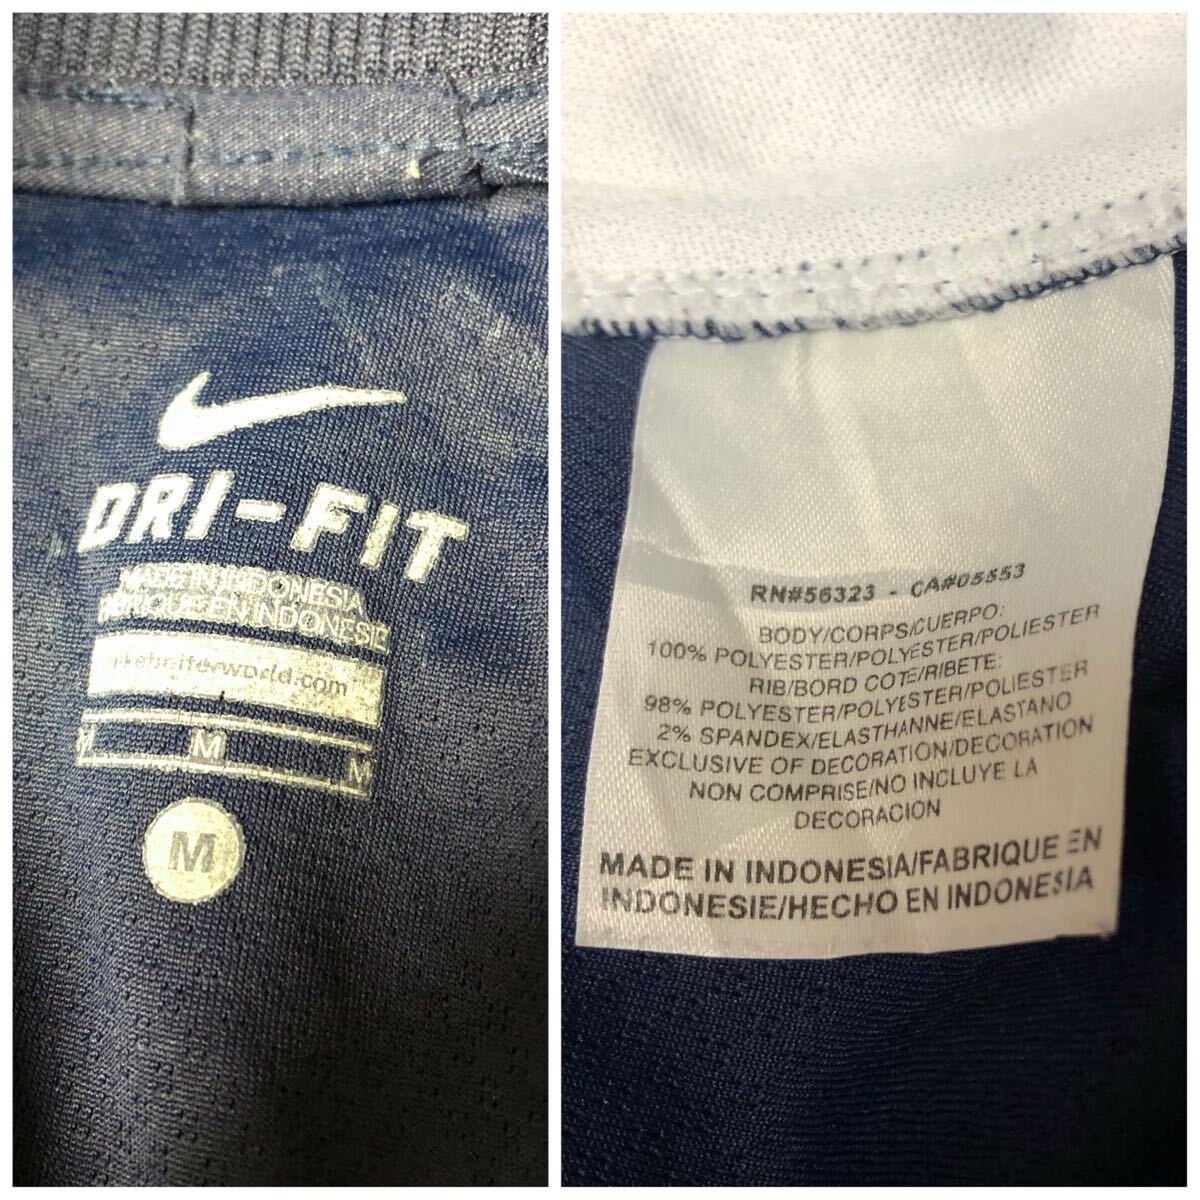 DRI-FIT
MADE IN INDONESIA
FABRIQUE EN INDONESIE
nikebetterworld.com
M M M
M
RN#56323 - CA#05553
BODY/CORPS/CUERPO:
100% POLYESTER/POLYESTER/POLIESTER
RIB/BORD COTE/RIBETE:
98% POLYESTER/POLYESTER/POLIESTER
2% SPANDEX/ELASTHANNE/ELASTANO
EXCLUSIVE OF DECORATION/DECORATION
NON COMPRISE/NO INCLUYE LA
DECORACION
MADE IN INDONESIA/FABRIQUE EN
INDONESIE/HECHO EN INDONESIA